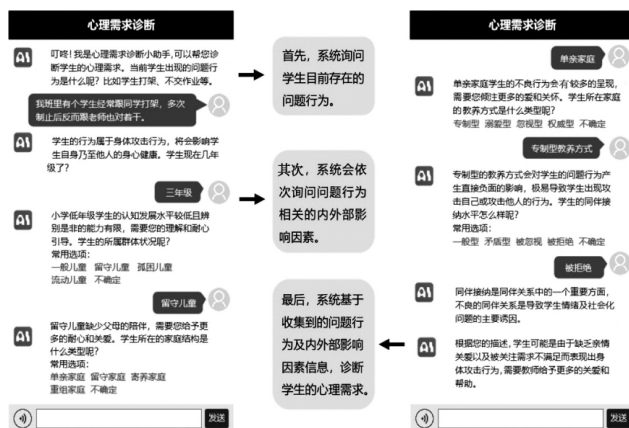 心理需求诊断
叮咚！我是心理需求诊断小助手，可以帮您诊
断学生的心理需求。当前学生出现的问题行
为是什么呢？比如学生打架、不交作业等。
我班里有个学生经常跟同学打架，多次
制止后反而跟老师也对着干。
学生的行为属于身体攻击行为，将会影响学
生自身乃至他人的身心健康。学生现在几年
级了？
三年级
小学低年级学生的认知发展水平较低且辨
别是非的能力有限，需要您的理解和耐心
引导。学生的所属群体状况呢？
常用选项：
一般儿童 留守儿童 孤困儿童
流动儿童 不确定
留守儿童
留守儿童缺少父母的陪伴，需要您给予更
多的耐心和关爱。学生所在的家庭结构是
什么类型呢？
常用选项：
单亲家庭 留守家庭 寄养家庭
重组家庭 不确定
发送
首先，系统询问
学生目前存在的
问题行为。
其次，系统会依
次询问问题行为
相关的内外部影
响因素。
最后，系统基于
收集到的问题行
为及内外部影响
因素信息，诊断
学生的心理需求。
心理需求诊断
单亲家庭
单亲家庭学生的不良行为会有较多的呈现，
需要您倾注更多的爱和关怀。学生所在家庭
的教养方式是什么类型呢？
专制型 溺爱型 忽视型 权威型 不确定
专制型教养方式
专制型的教养方式会对学生的问题行为产
生直接负面的影响，极易导致学生出现攻
击自己或攻击他人的行为。学生的同伴接
纳水平怎么样呢？
常用选项：
一般型 矛盾型 被忽视 被拒绝 不确定
被拒绝
同伴接纳是同伴关系中的一个重要方面，
不良的同伴关系是导致学生情绪及社会化
问题的主要诱因。
根据您的描述，学生可能是由于缺乏亲情
关爱以及被关注需求不满足而表现出身
体攻击行为，需要教师给予更多的关爱和
帮助。
发送